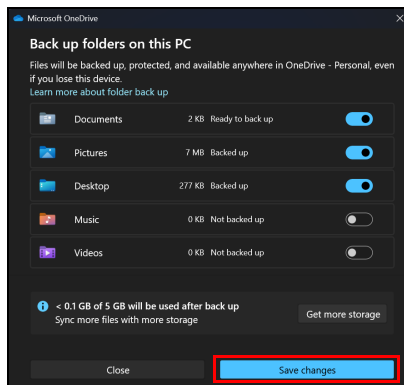 Microsoft OneDrive
Back up folders on this PC
Files will be backed up, protected, and available anywhere in OneDrive - Personal, even
if you lose this device.
Learn more about folder back up
Documents 2 KB Ready to back up
Pictures 7 MB Backed up
Desktop 277 KB Backed up
Music 0 KB Not backed up
Videos 0 KB Not backed up
< 0.1 GB of 5 GB will be used after back up
Sync more files with more storage
Get more storage
Close Save changes